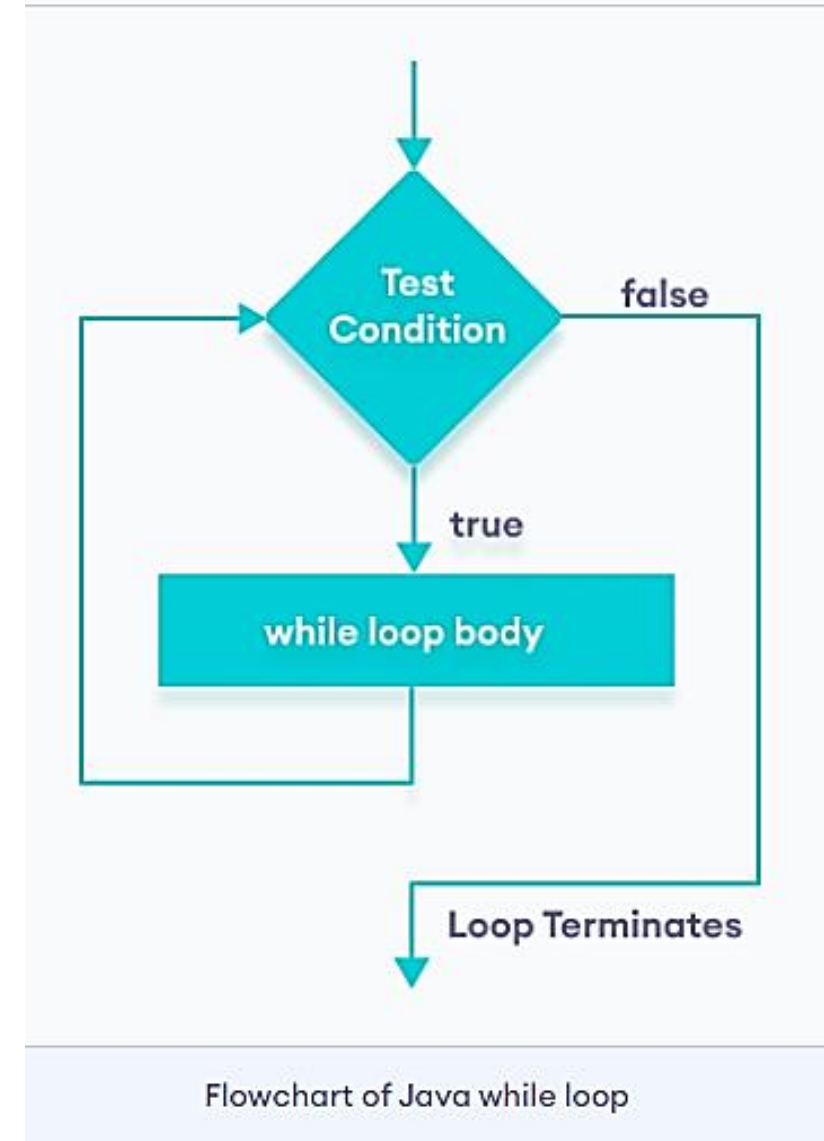 Test
Condition
false
true
while loop body
Loop Terminates
Flowchart of Java while loop